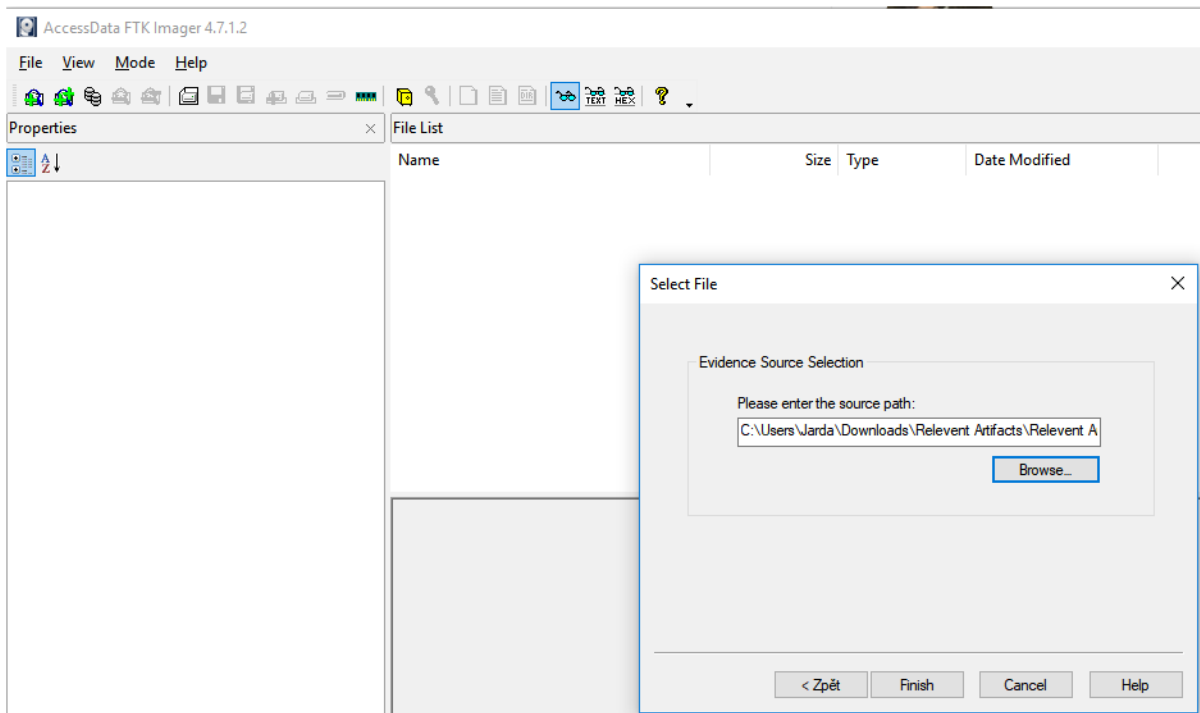 AccessData FTK Imager 4.7.1.2
File View Mode Help
TEXT HEX
Properties
File List
Name Size Type Date Modified
Select File
Evidence Source Selection
Please enter the source path:
C:\Users\Jarda\Downloads\Relevent Artifacts\Relevent A
Browse...
< Zpět Finish Cancel Help